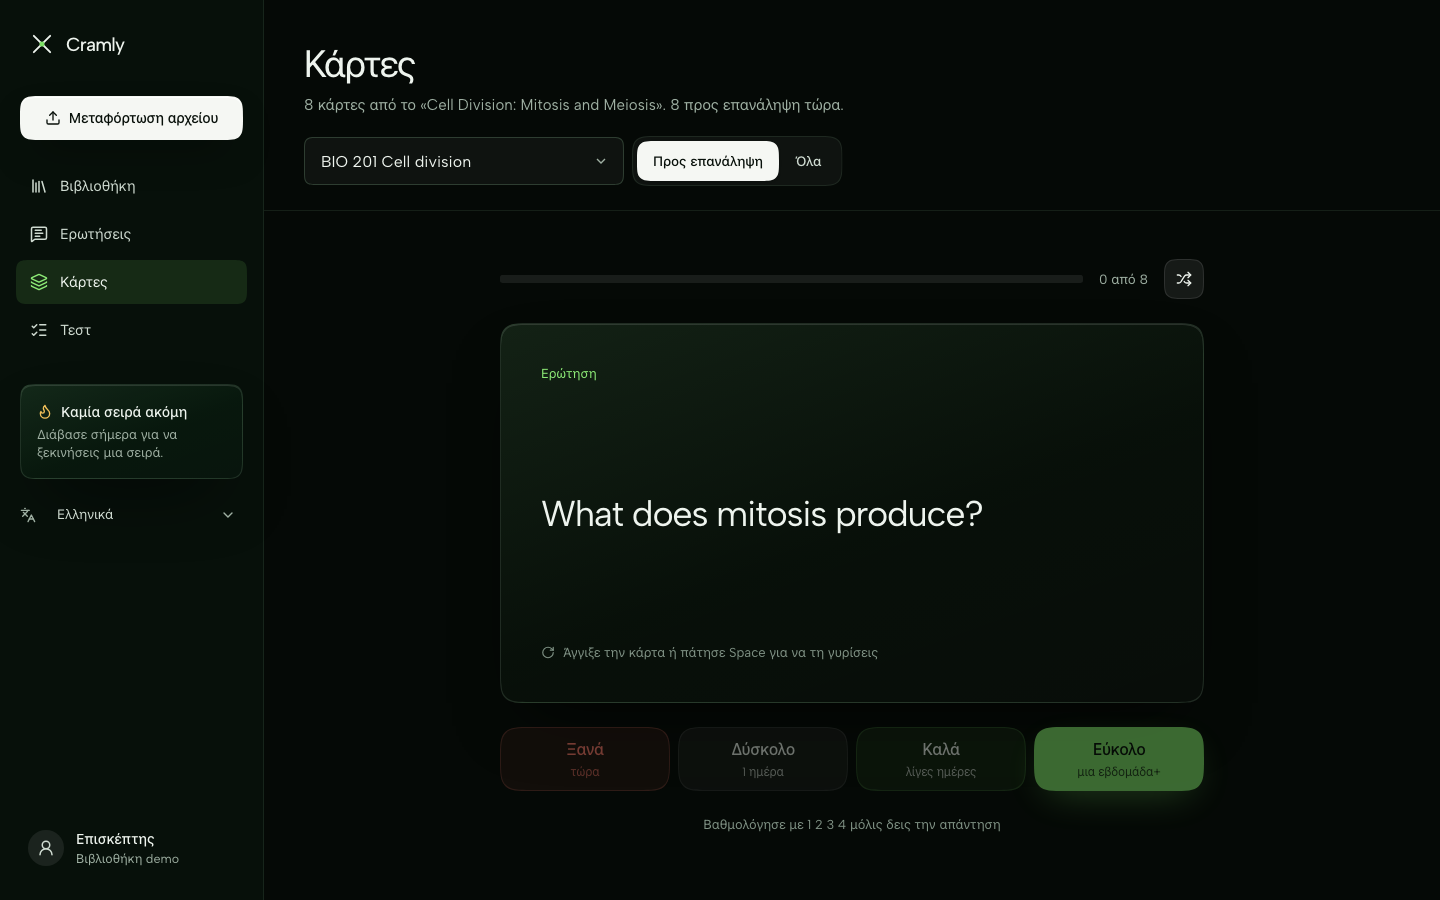 Cramly
Μεταφόρτωση αρχείου
Βιβλιοθήκη
Ερωτήσεις
Κάρτες
Τεστ
Καμία σειρά ακόμη
Διάβασε σήμερα για να
ξεκινήσεις μια σειρά.
Ελληνικά
Επισκέπτης
Βιβλιοθήκη demo
Κάρτες
8 κάρτες από το «Cell Division: Mitosis and Meiosis». 8 προς επανάληψη τώρα.
BIO 201 Cell division
Προς επανάληψη
Όλα
0 από 8
Ερώτηση
What does mitosis produce?
Άγγιξε την κάρτα ή πάτησε Space για να τη γυρίσεις
Ξανά
τώρα
Δύσκολο
1 ημέρα
Καλά
λίγες ημέρες
Εύκολο
μια εβδομάδα+
Βαθμολόγησε με 1 2 3 4 μόλις δεις την απάντηση